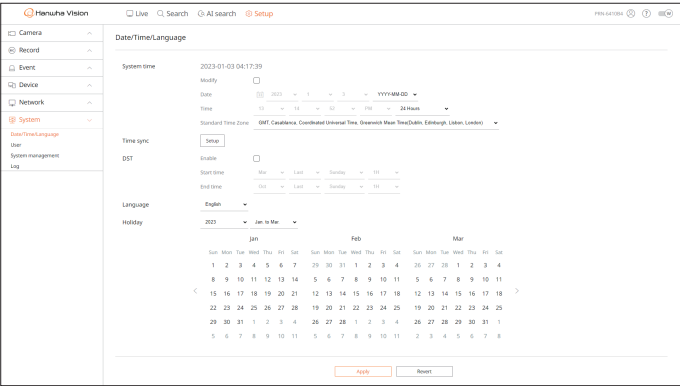 Hanwha Vision
Live Search AI search Setup
PRN-6410B4
Camera
Record
Event
Device
Network
System
Date/Time/Language
User
System management
Log
Date/Time/Language
System time 2023-01-03 04:17:39
Modify
Date 2023 1 3 YYYY-MM-DD
Time 24 Hours
Standard Time Zone GMT, Casablanca, Coordinated Universal Time, Greenwich Mean Time(Dublin, Edinburgh, Lisbon, London)
Time sync Setup
DST Enable
Start time Mar Last Sunday 1H
End time Oct Last Sunday 1H
Language English
Holiday 2023 Jan. to Mar.
Jan Feb Mar
Sun Mon Tue Wed Thu Fri Sat Sun Mon Tue Wed Thu Fri Sat Sun Mon Tue Wed Thu Fri Sat
1 2 3 4 5 6 7 29 30 31 1 2 3 4 26 27 28 1 2 3 4
8 9 10 11 12 13 14 5 6 7 8 9 10 11 5 6 7 8 9 10 11
15 16 17 18 19 20 21 12 13 14 15 16 17 18 12 13 14 15 16 17 18
22 23 24 25 26 27 28 19 20 21 22 23 24 25 19 20 21 22 23 24 25
29 30 31 1 2 3 4 26 27 28 1 2 3 4 26 27 28 29 30 31 1
5 6 7 8 9 10 11 5 6 7 8 9 10 11 2 3 4 5 6 7 8
Apply Revert